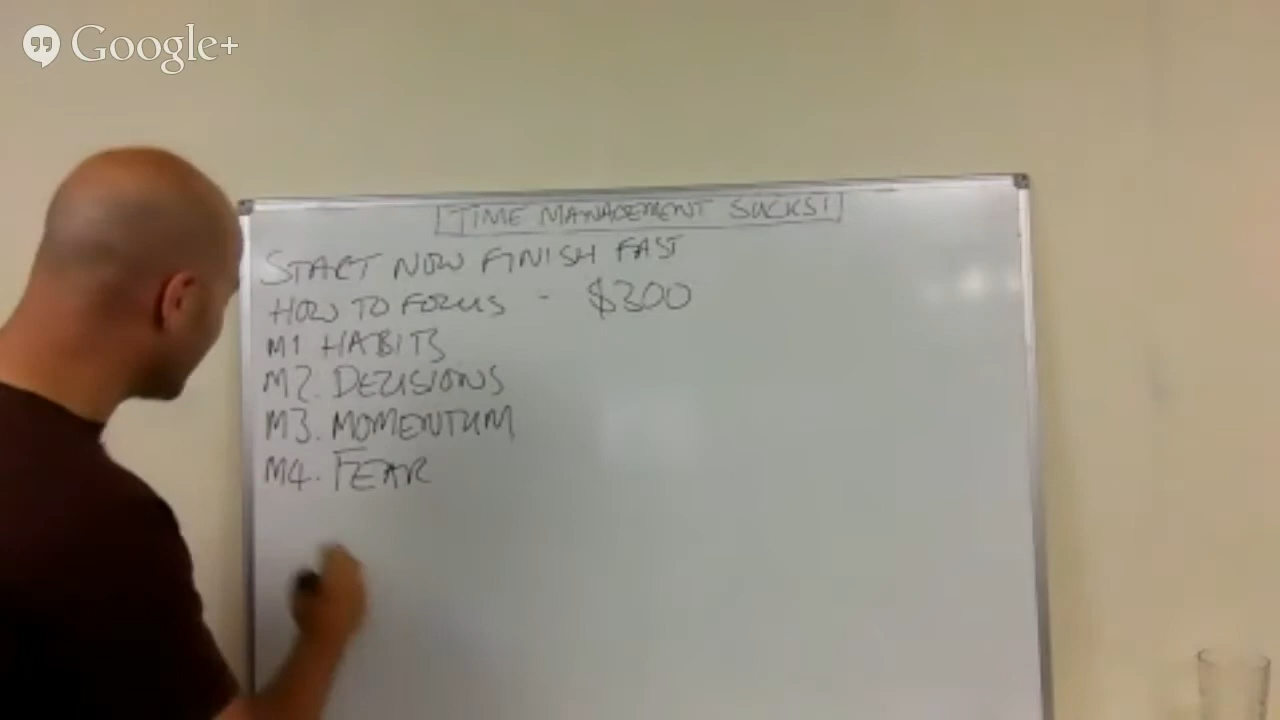 Google+
TIME MANAGEMENT SUCKS!
START NOW FINISH FAST
HOW TO FOCUS - $300
M1 HABITS
M2. DECISIONS
M3. MOMENTUM
M4. FEAR